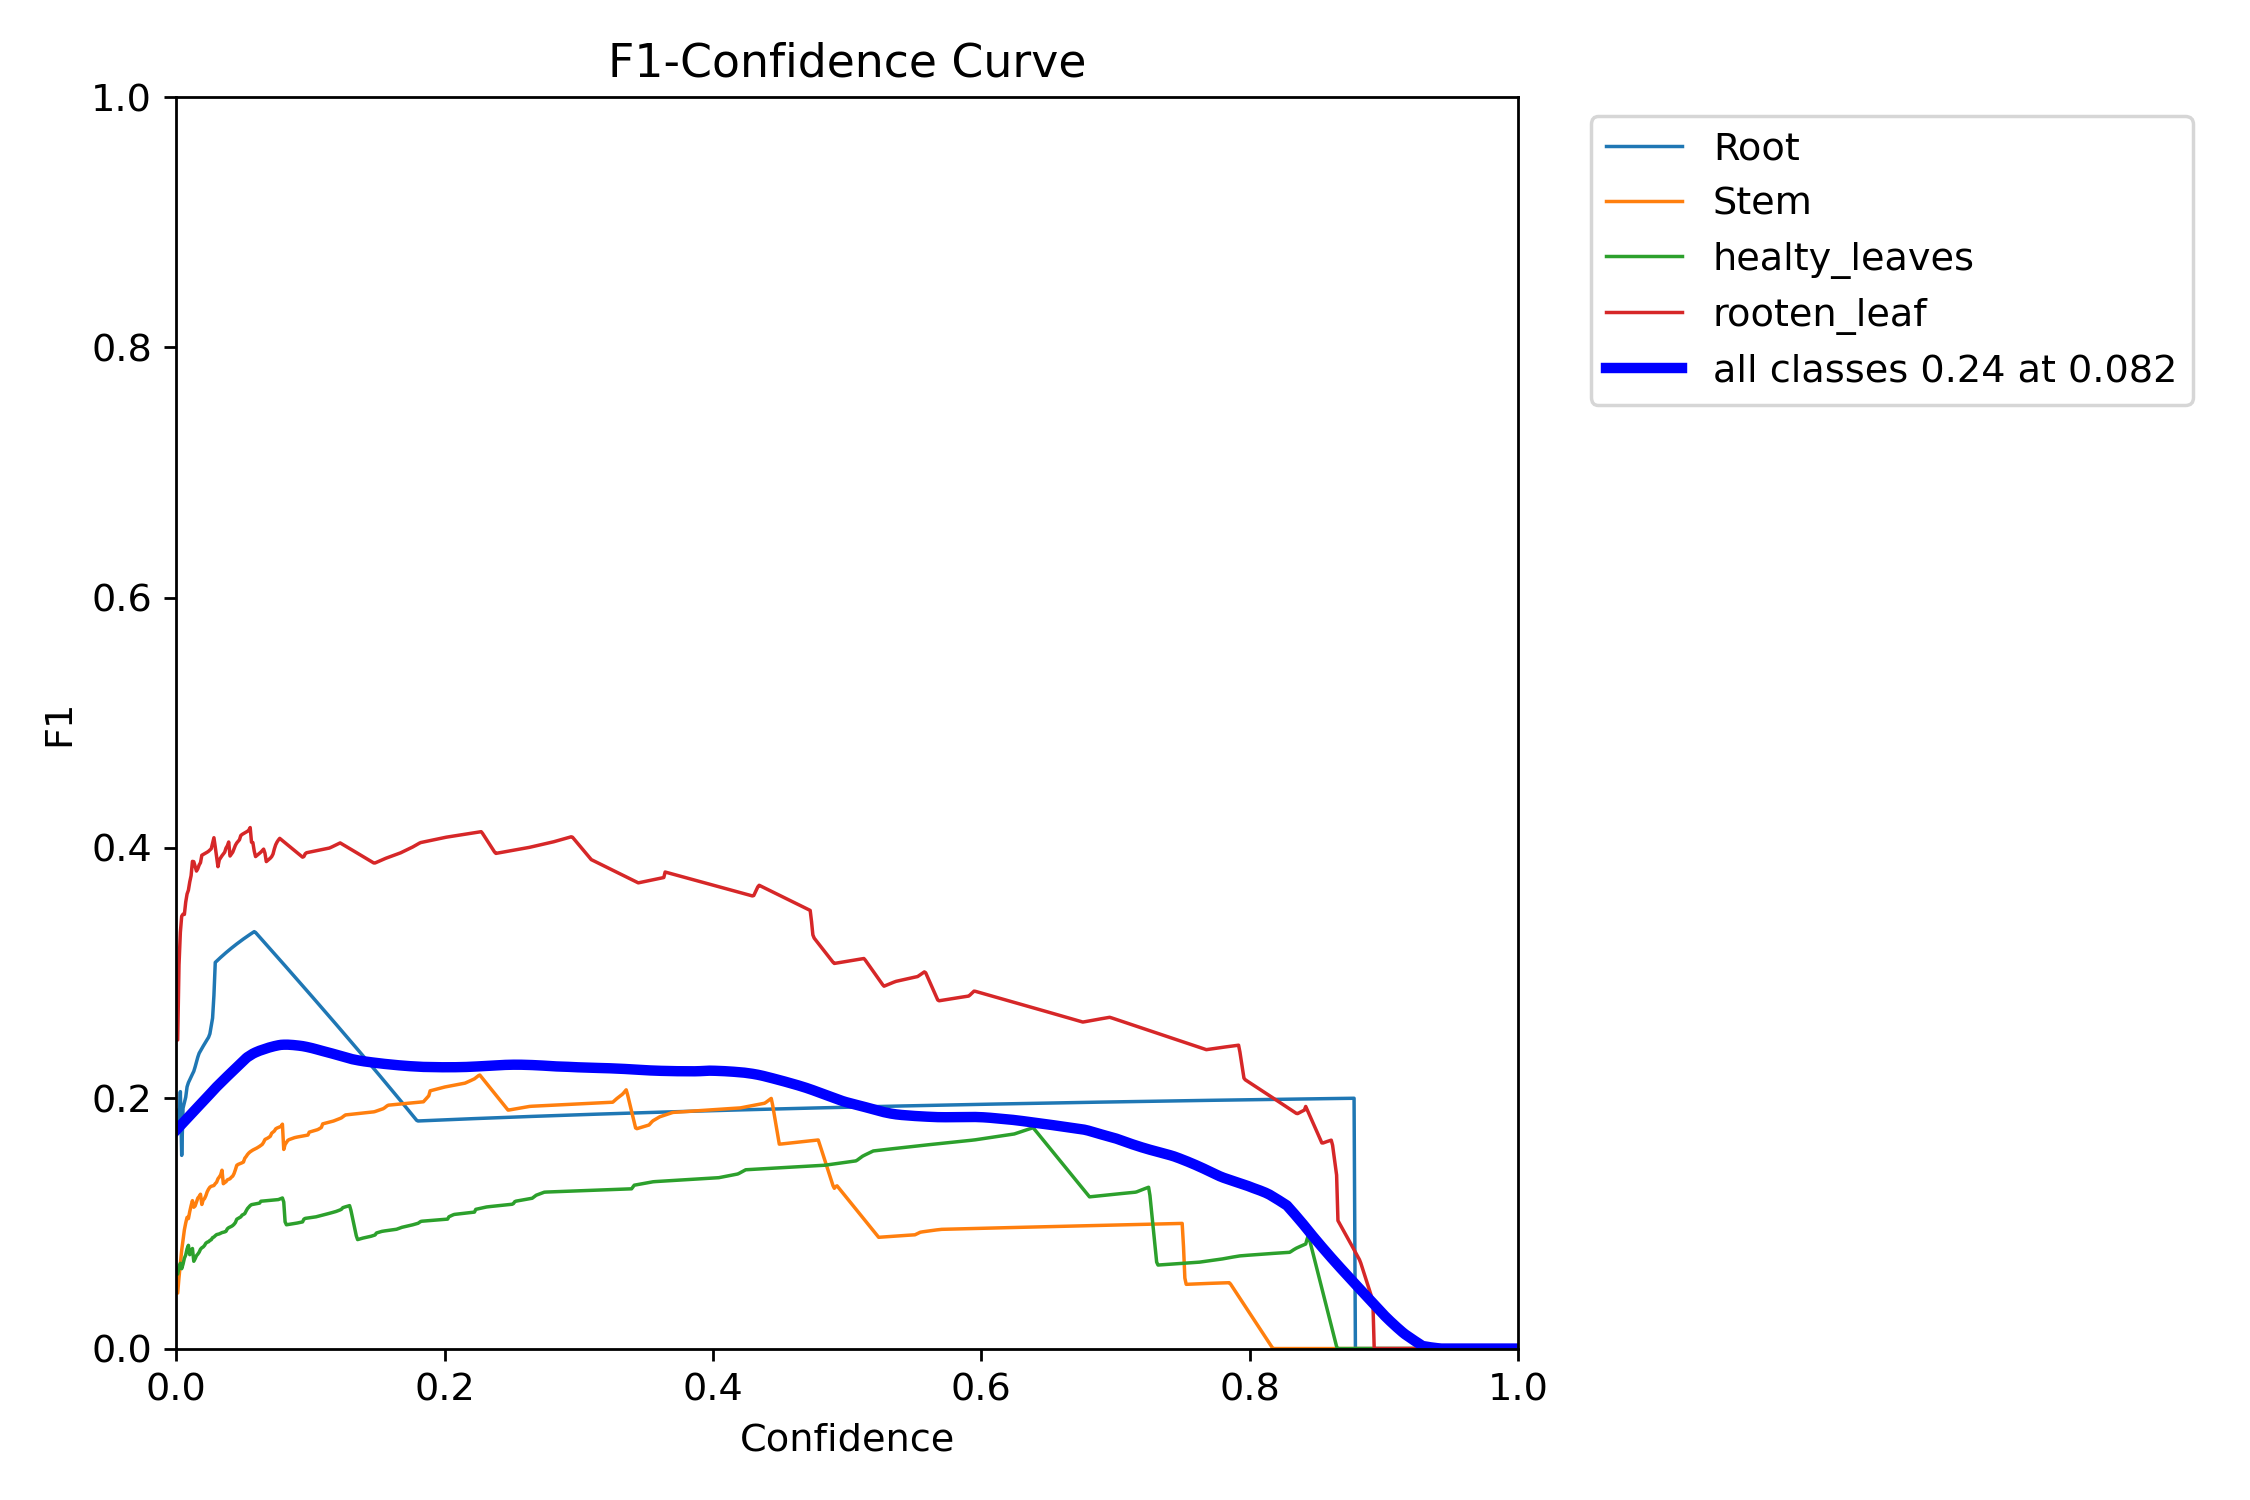 F1-Confidence Curve
1.0
0.8
0.6
0.4
0.2
0.0
F1
0.0 0.2 0.4 0.6 0.8 1.0
Confidence
Root
Stem
healty_leaves
rooten_leaf
all classes 0.24 at 0.082